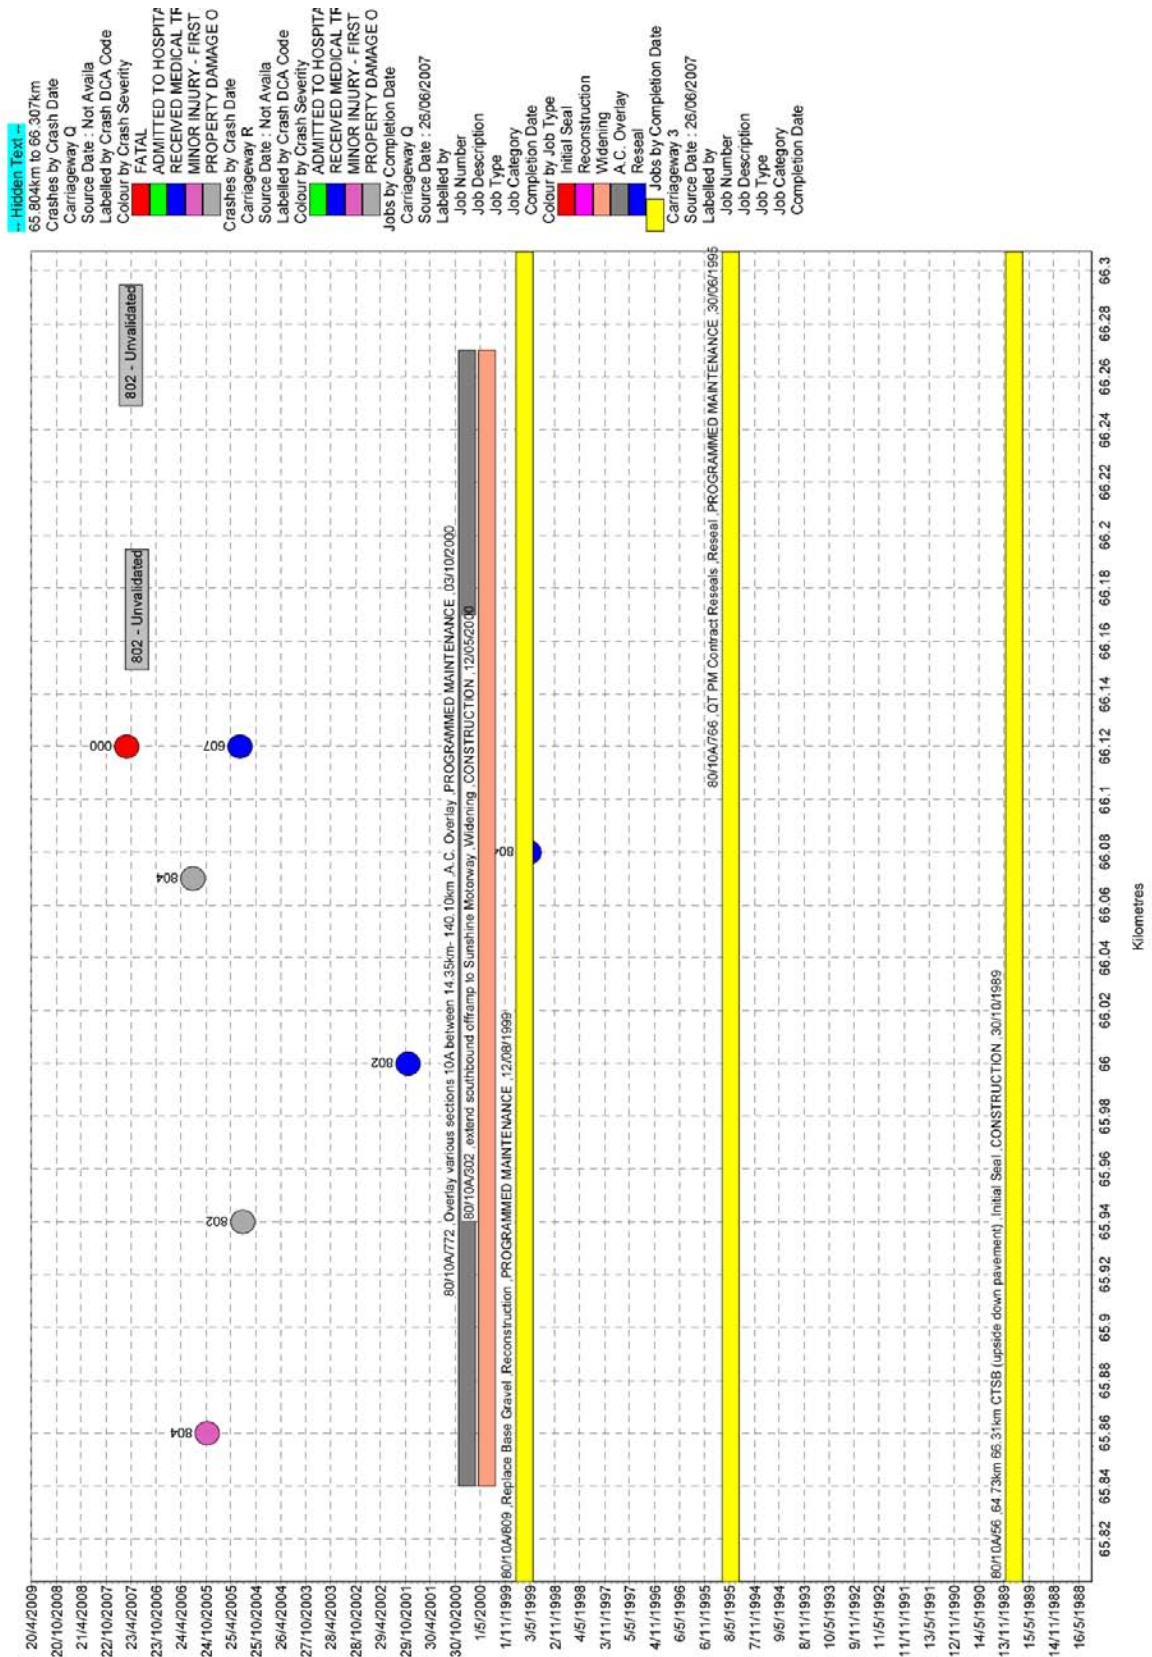 -- Hidden Text --
65.804km to 66.307km
Crashes by Crash Date
Carriageway Q
Source Date : Not Availa
Labelled by Crash DCA Code
Colour by Crash Severity
FATAL
ADMITTED TO HOSPITA
RECEIVED MEDICAL TR
MINOR INJURY - FIRST
PROPERTY DAMAGE O
Crashes by Crash Date
Carriageway R
Source Date : Not Availa
Labelled by Crash DCA Code
Colour by Crash Severity
ADMITTED TO HOSPITA
RECEIVED MEDICAL TR
MINOR INJURY - FIRST
PROPERTY DAMAGE O
Jobs by Completion Date
Carriageway Q
Source Date : 26/06/2007
Labelled by
Job Number
Job Description
Job Type
Job Category
Completion Date
Colour by Job Type
Initial Seal
Reconstruction
Widening
A.C. Overlay
Reseal
Jobs by Completion Date
Carriageway 3
Source Date : 26/06/2007
Labelled by
Job Number
Job Description
Job Type
Job Category
Completion Date
802 - Unvalidated
802 - Unvalidated
000
607
804
802
802
804
804
80/10A/772 ,Overlay various sections 10A between 14.35km- 140.10km ,A.C. Overlay ,PROGRAMMED MAINTENANCE ,03/10/2000
80/10A/302 ,extend southbound offramp to Sunshine Motorway ,Widening ,CONSTRUCTION ,12/05/2000
80/10A/809 ,Replace Base Gravel ,Reconstruction ,PROGRAMMED MAINTENANCE ,12/08/1999
80/10A/766 ,QT PM Contract Reseals ,Reseal ,PROGRAMMED MAINTENANCE ,30/06/1995
80/10A/56 ,64.73km 66.31km CTSB (upside down pavement) ,Initial Seal ,CONSTRUCTION ,30/10/1989
20/4/2009
20/10/2008
21/4/2008
22/10/2007
23/4/2007
23/10/2006
24/4/2006
24/10/2005
25/4/2005
25/10/2004
26/4/2004
27/10/2003
28/4/2003
28/10/2002
29/4/2002
29/10/2001
30/4/2001
30/10/2000
1/5/2000
1/11/1999
3/5/1999
2/11/1998
4/5/1998
3/11/1997
5/5/1997
4/11/1996
6/5/1996
6/11/1995
8/5/1995
7/11/1994
9/5/1994
8/11/1993
10/5/1993
9/11/1992
11/5/1992
11/11/1991
13/5/1991
12/11/1990
14/5/1990
13/11/1989
15/5/1989
14/11/1988
16/5/1988
65.82
65.84
65.86
65.88
65.9
65.92
65.94
65.96
65.98
66
66.02
66.04
66.06
66.08
66.1
66.12
66.14
66.16
66.18
66.2
66.22
66.24
66.26
66.28
66.3
Kilometres